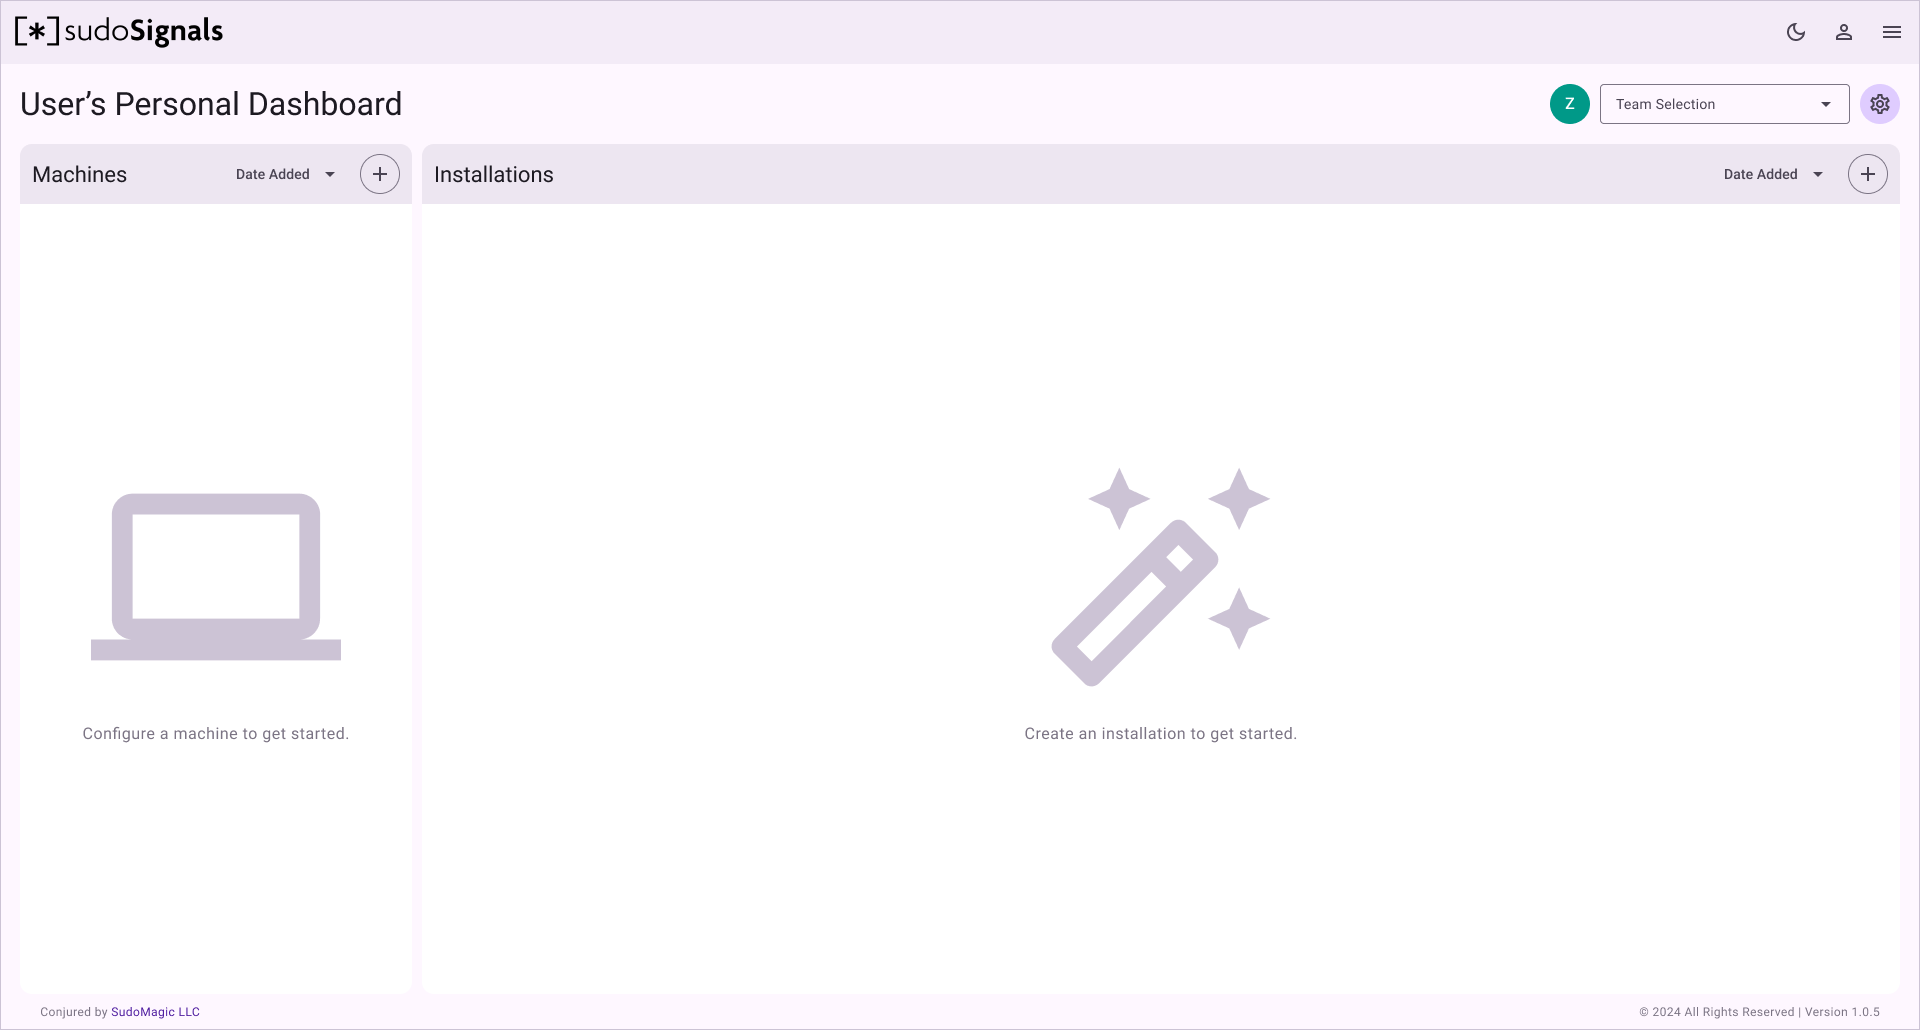 [*] sudoSignals
User’s Personal Dashboard
Z
Team Selection
Machines
Date Added
Installations
Date Added
Configure a machine to get started.
Create an installation to get started.
Conjured by SudoMagic LLC
© 2024 All Rights Reserved | Version 1.0.5